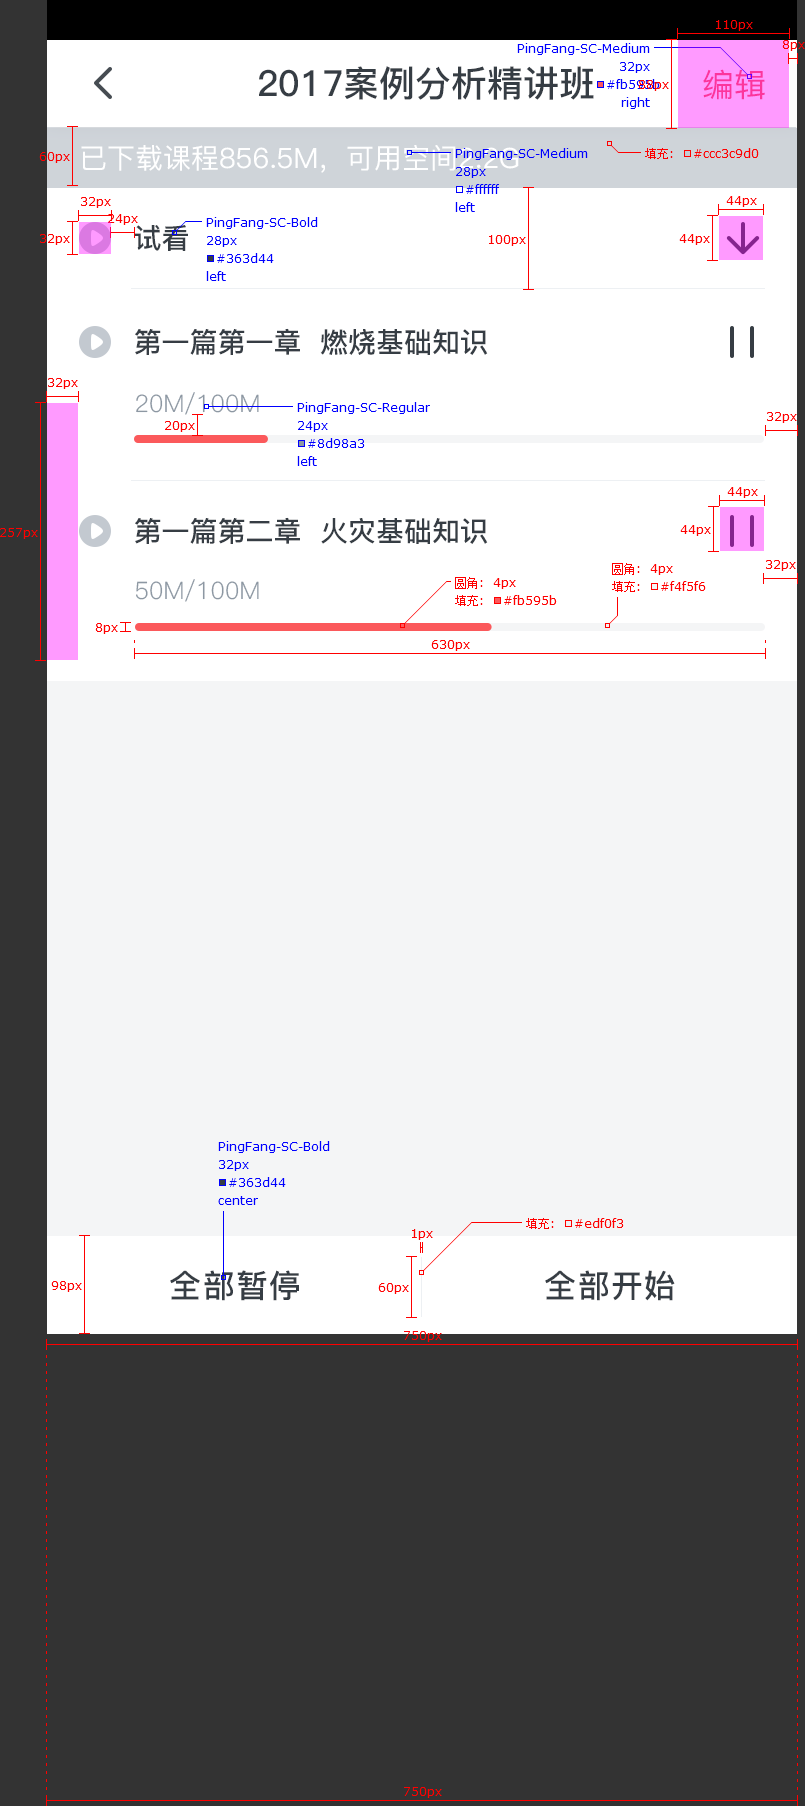 110px
8px
PingFang-SC-Medium
32px
#fb595b
88px
right
2017案例分析精讲班
编辑
60px
已下载课程856.5M，可用空间2.2G
PingFang-SC-Medium
28px
#ffffff
left
填充： #ccc3c9d0
32px
24px
32px
试看
PingFang-SC-Bold
28px
#363d44
left
100px
44px
44px
第一篇第一章 燃烧基础知识
32px
20M/100M
20px
PingFang-SC-Regular
24px
#8d98a3
left
32px
257px
第一篇第二章 火灾基础知识
44px
44px
32px
50M/100M
圆角： 4px
填充： #fb595b
圆角： 4px
填充： #f4f5f6
8px
630px
PingFang-SC-Bold
32px
#363d44
center
填充： #edf0f3
1px
98px
全部暂停
60px
全部开始
750px
750px